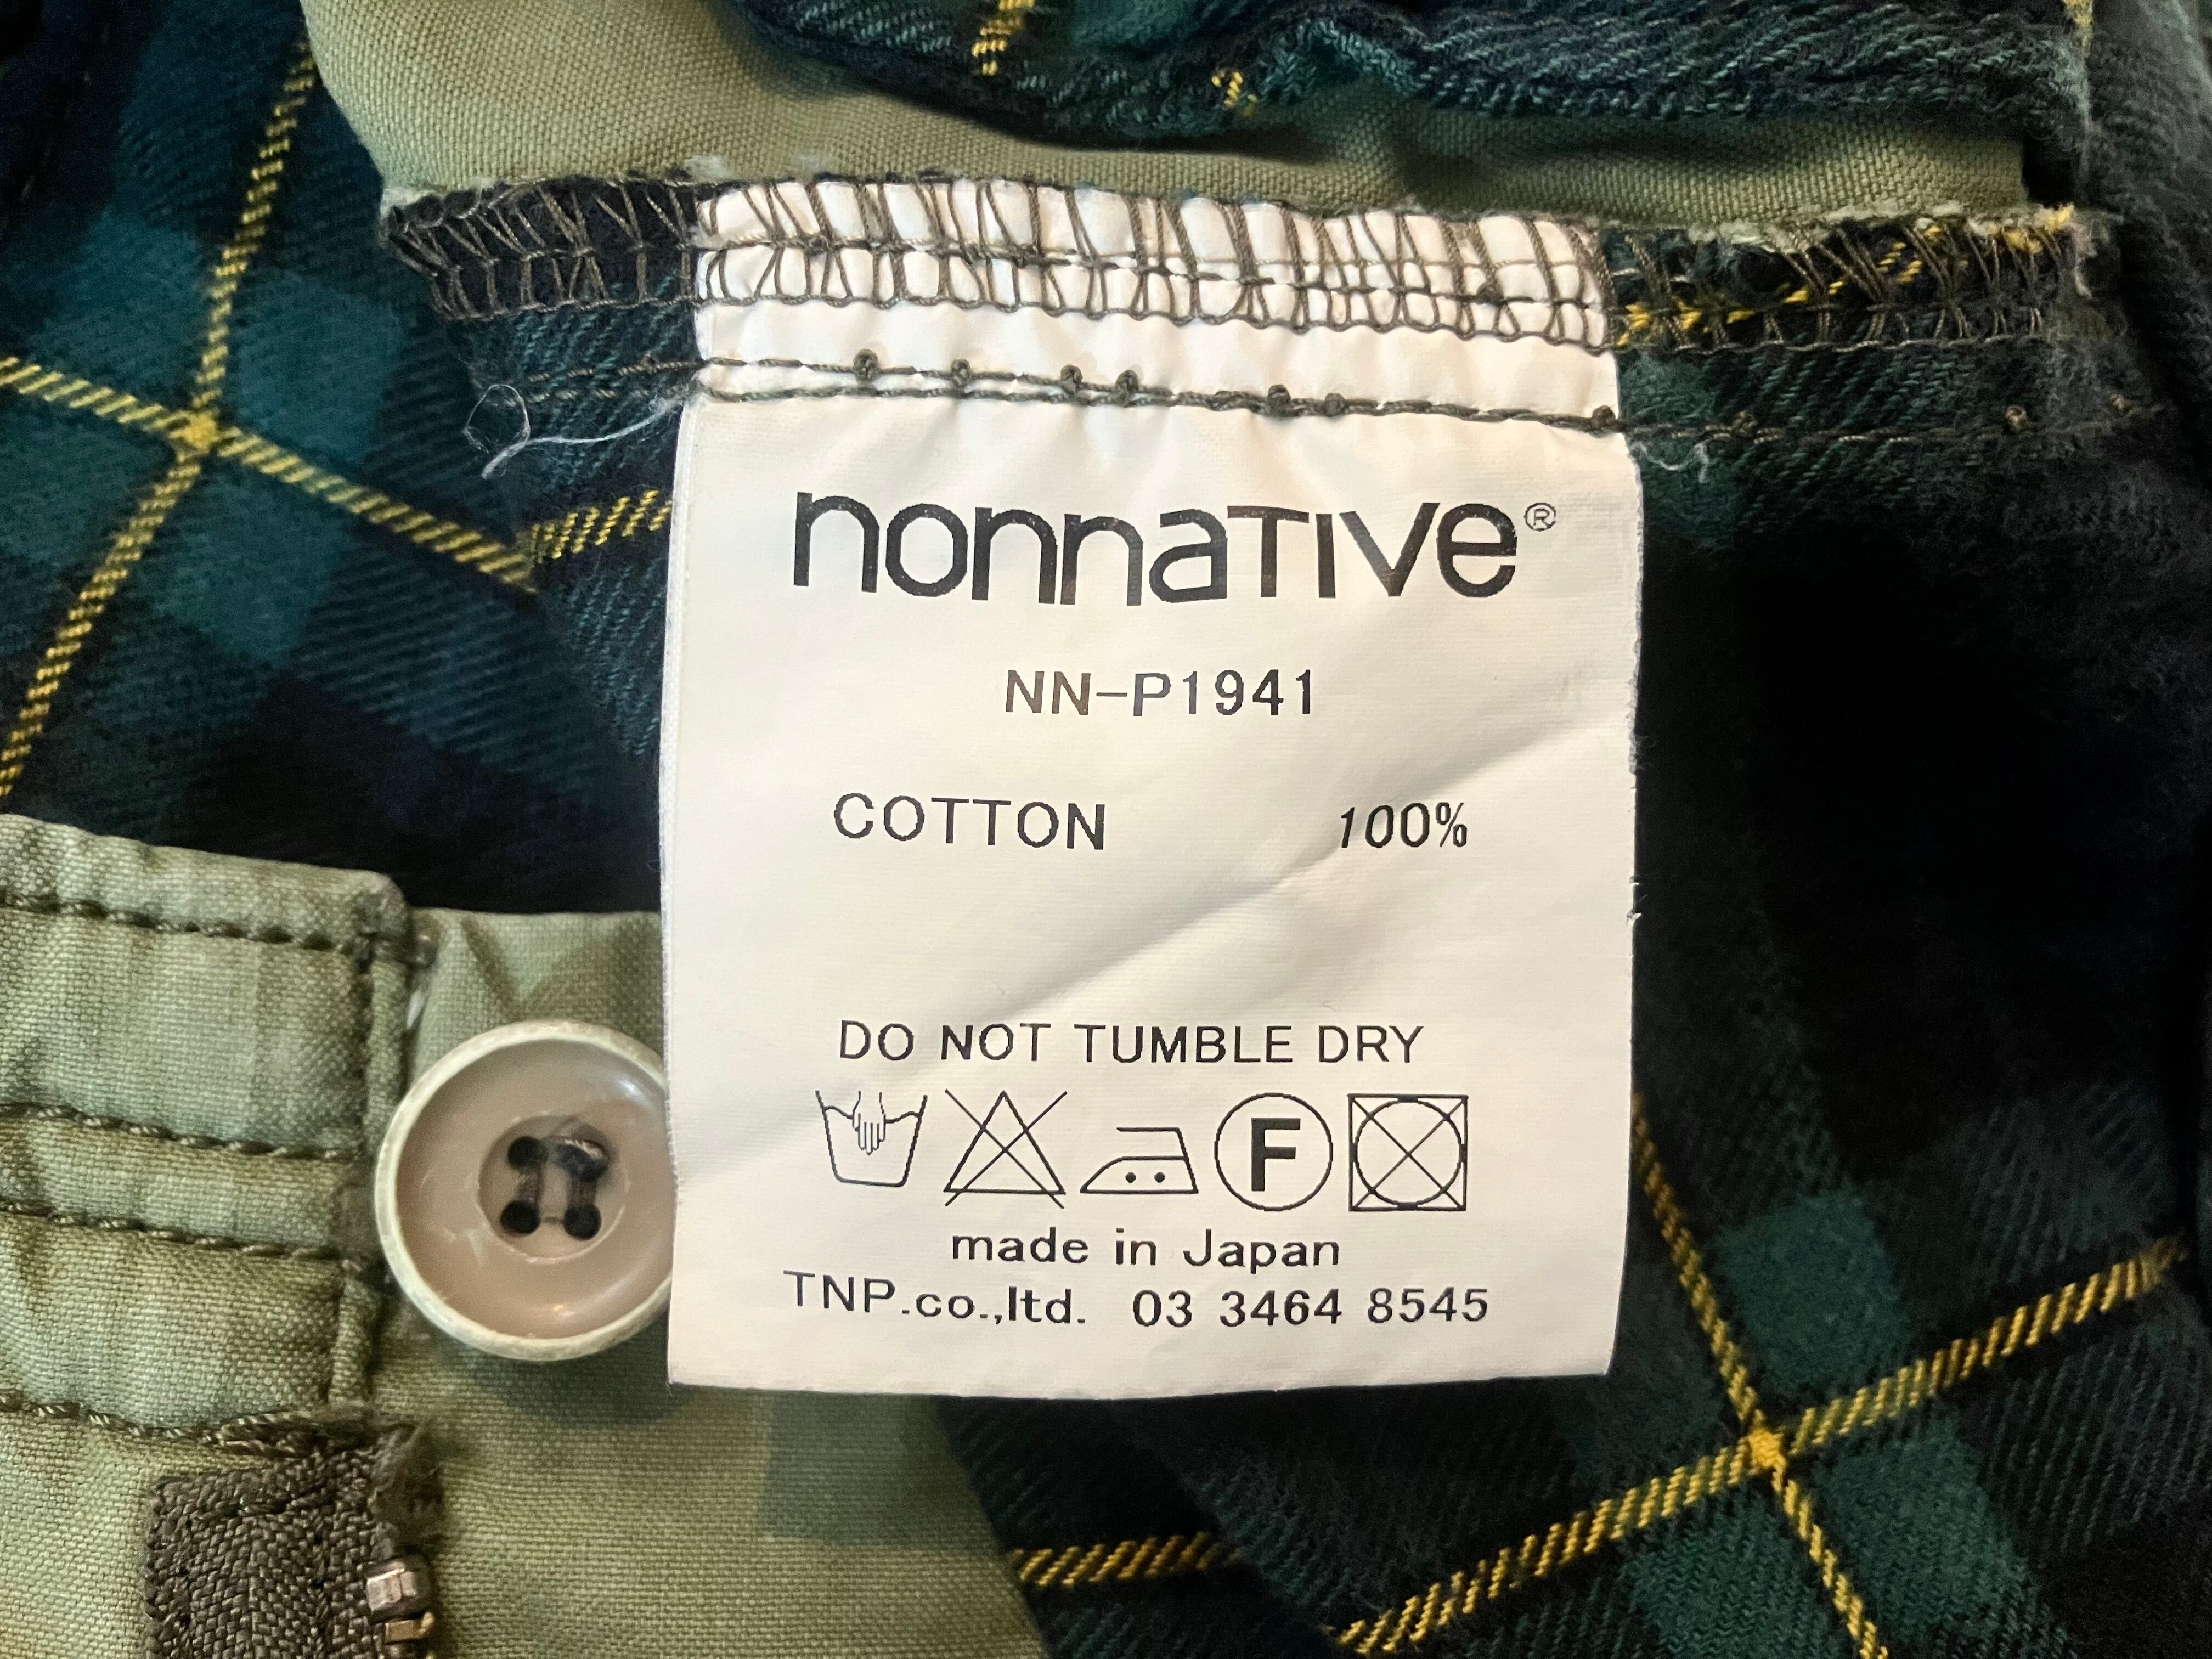 nonnaTIVe®
NN-P1941
COTTON 100%
DO NOT TUMBLE DRY
F
made in Japan
TNP.co.,ltd. 03 3464 8545